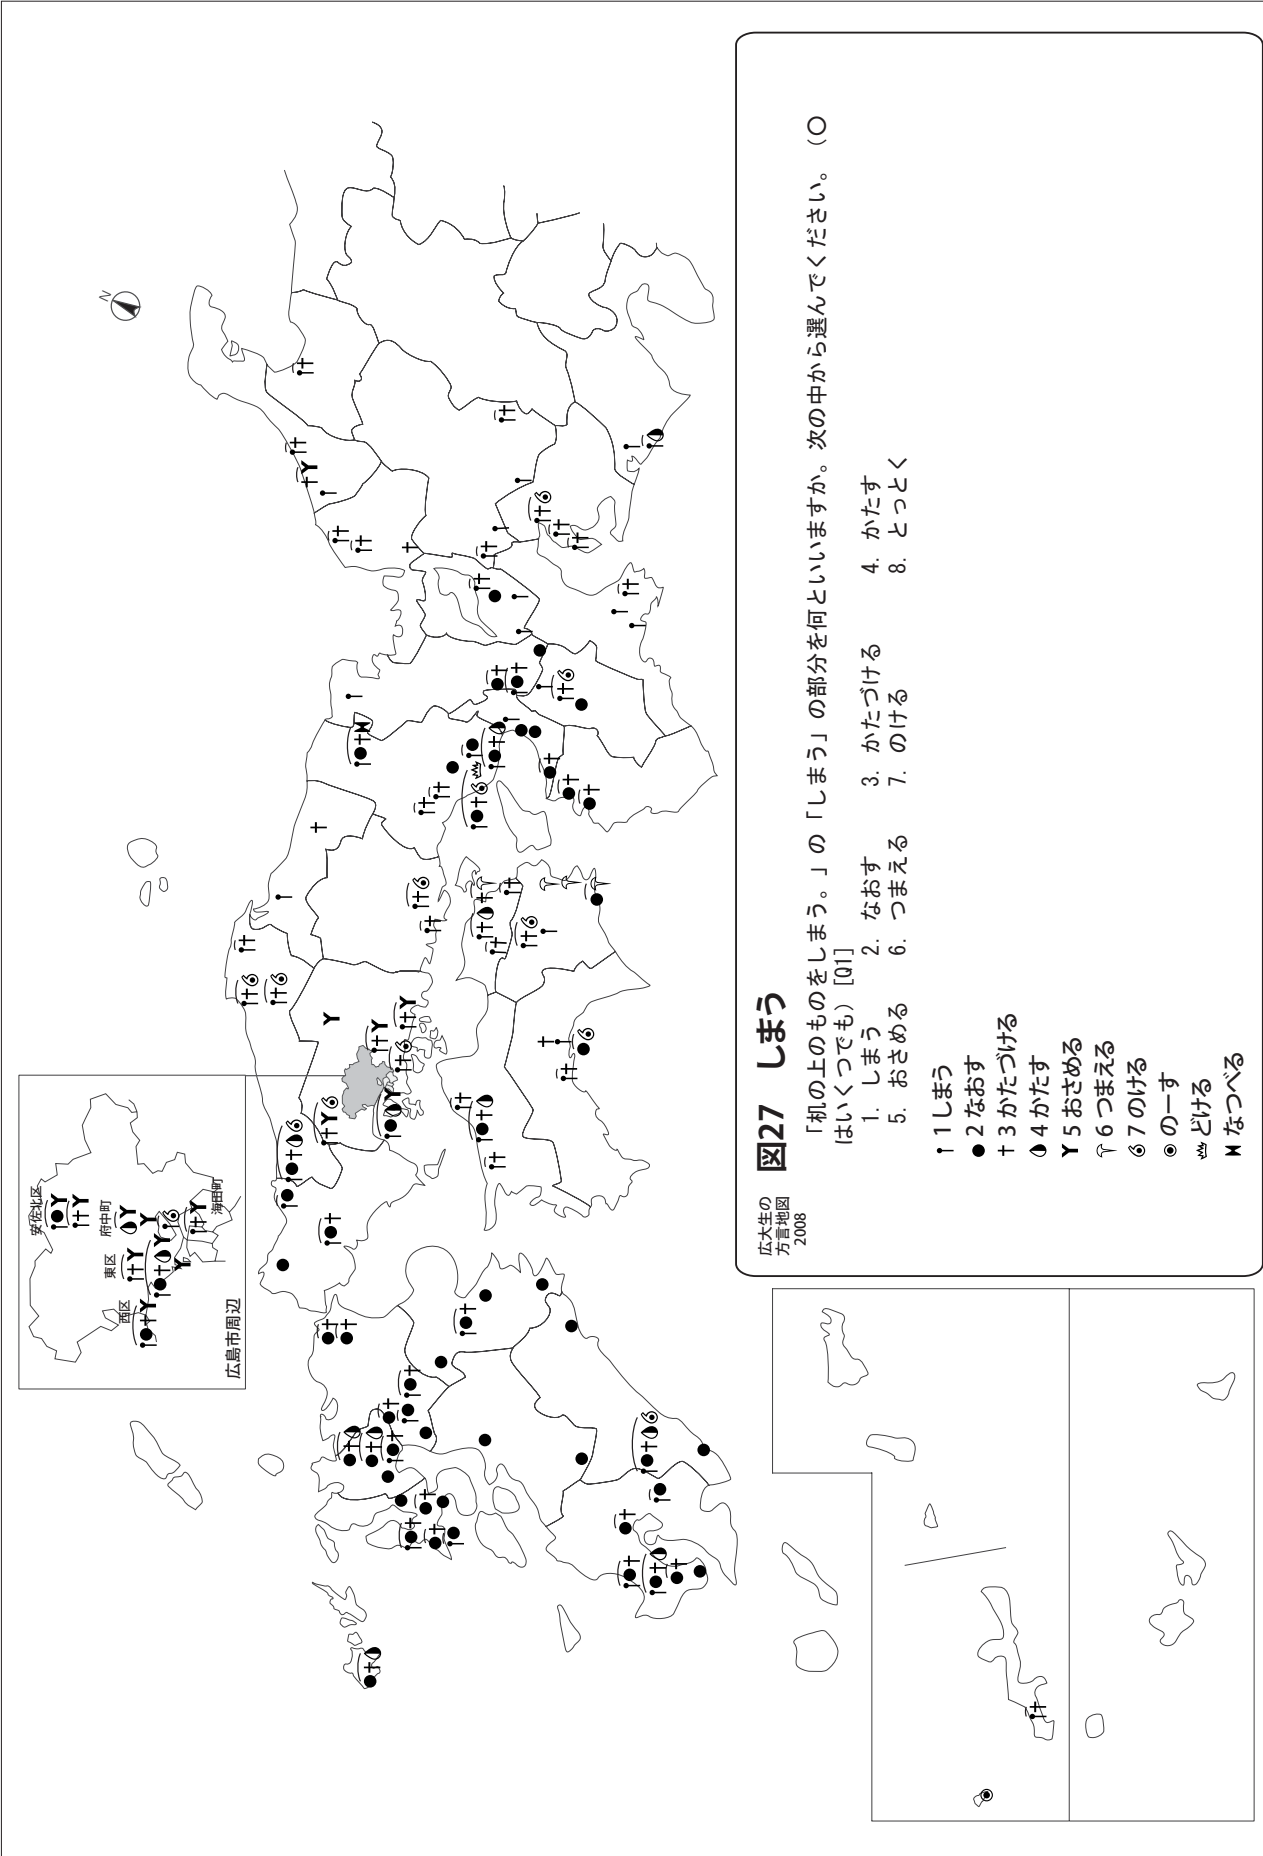 N
安佐北区
府中町
東区
西区
海田町
広島市周辺
広大生の
方言地図
2008
図27 しまう
「机の上のものをしまう。」の「しまう」の部分を何といいますか。次の中から選んでください。（○
はいくつでも）[Q1]
1. しまう 2. なおす 3. かたづける 4. かたす
5. おさめる 6. つまえる 7. のける 8. とっとく
1 しまう
2 なおす
3 かたづける
4 かたす
5 おさめる
6 つまえる
7 のける
のーす
どける
なつべる